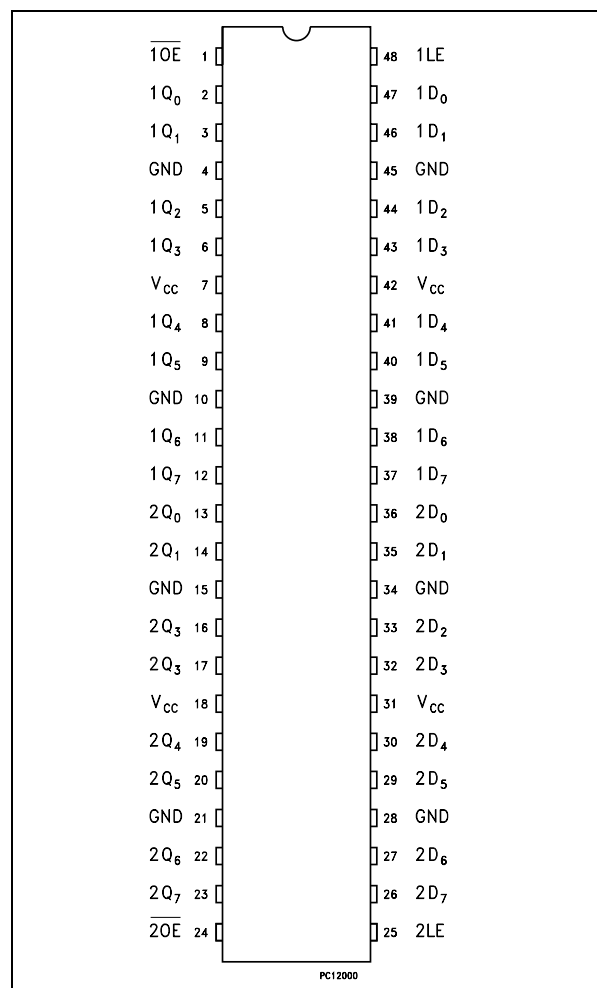 1OE 1 48 1LE
1Q0 2 47 1D0
1Q1 3 46 1D1
GND 4 45 GND
1Q2 5 44 1D2
1Q3 6 43 1D3
VCC 7 42 VCC
1Q4 8 41 1D4
1Q5 9 40 1D5
GND 10 39 GND
1Q6 11 38 1D6
1Q7 12 37 1D7
2Q0 13 36 2D0
2Q1 14 35 2D1
GND 15 34 GND
2Q3 16 33 2D2
2Q3 17 32 2D3
VCC 18 31 VCC
2Q4 19 30 2D4
2Q5 20 29 2D5
GND 21 28 GND
2Q6 22 27 2D6
2Q7 23 26 2D7
2OE 24 25 2LE
PC12000